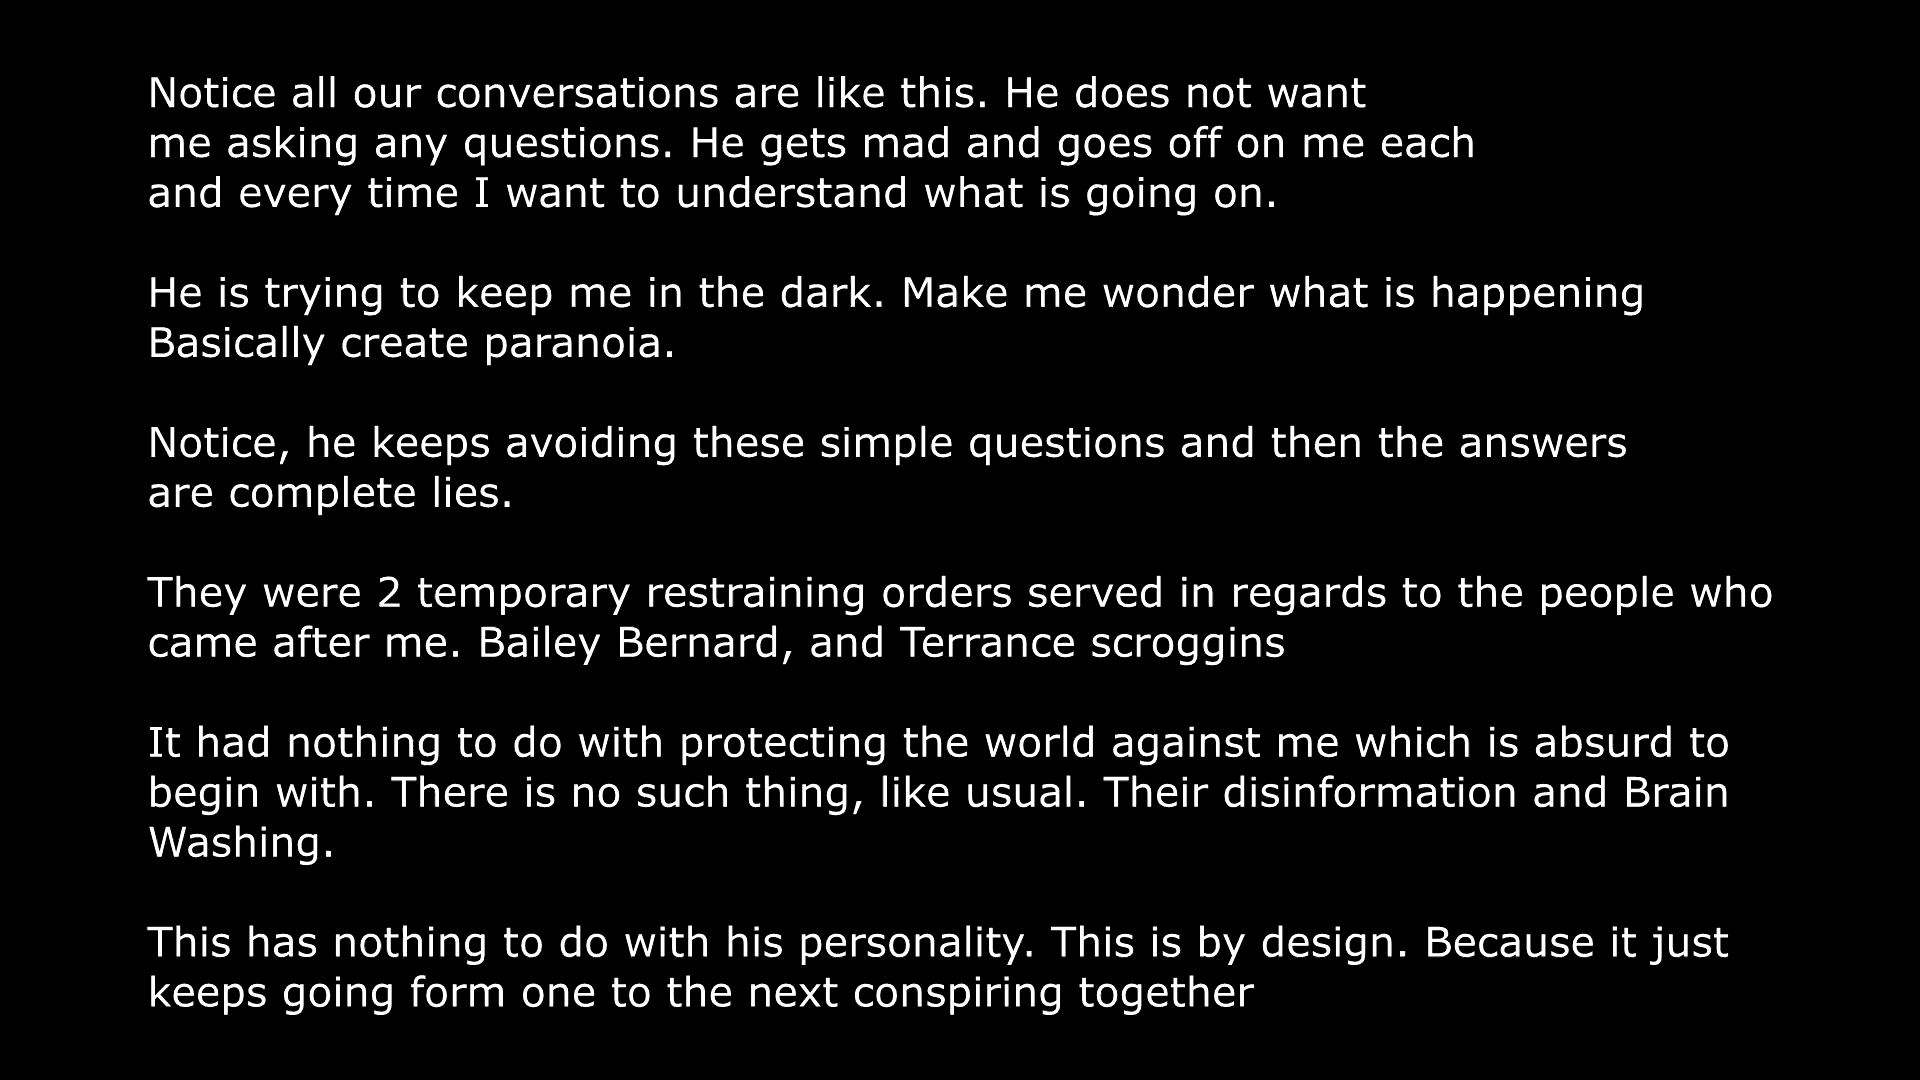 Notice all our conversations are like this. He does not want
me asking any questions. He gets mad and goes off on me each
and every time I want to understand what is going on.
He is trying to keep me in the dark. Make me wonder what is happening
Basically create paranoia.
Notice, he keeps avoiding these simple questions and then the answers
are complete lies.
They were 2 temporary restraining orders served in regards to the people who
came after me. Bailey Bernard, and Terrance scroggins
It had nothing to do with protecting the world against me which is absurd to
begin with. There is no such thing, like usual. Their disinformation and Brain
Washing.
This has nothing to do with his personality. This is by design. Because it just
keeps going form one to the next conspiring together